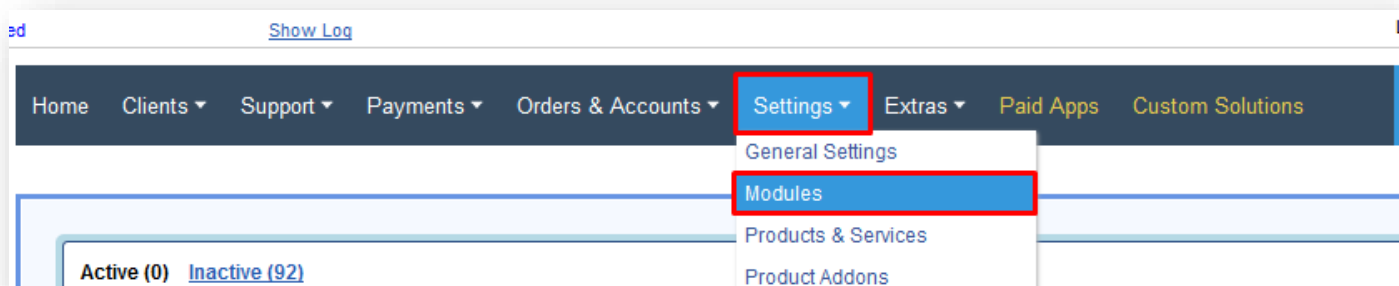 ed Show Log
Home Clients Support Payments Orders & Accounts Settings Extras Paid Apps Custom Solutions
General Settings
Modules
Products & Services
Active (0) Inactive (92)
Product Addons